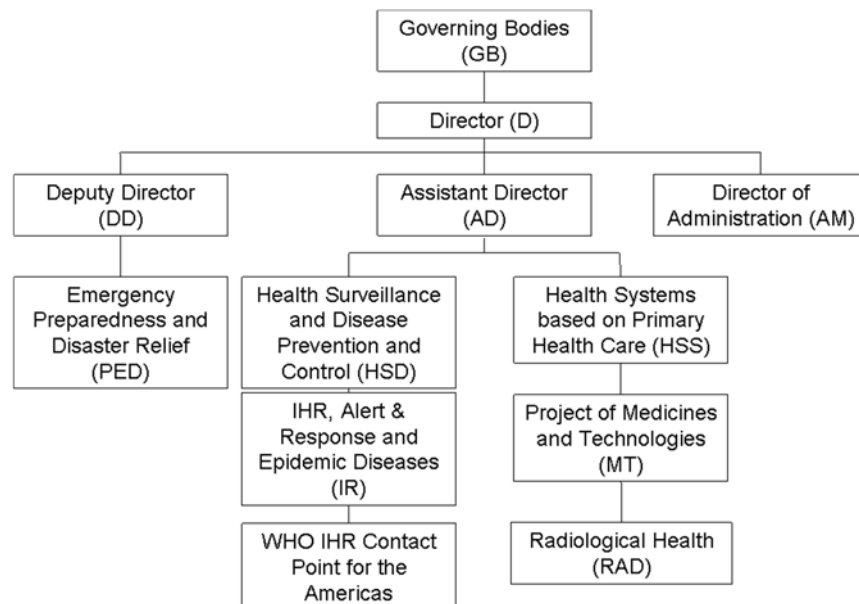 Governing Bodies
(GB)
Director (D)
Deputy Director
(DD)
Assistant Director
(AD)
Director of
Administration (AM)
Emergency
Preparedness and
Disaster Relief
(PED)
Health Surveillance
and Disease
Prevention and
Control (HSD)
Health Systems
based on Primary
Health Care (HSS)
IHR, Alert &
Response and
Epidemic Diseases
(IR)
Project of Medicines
and Technologies
(MT)
WHO IHR Contact
Point for the
Americas
Radiological Health
(RAD)